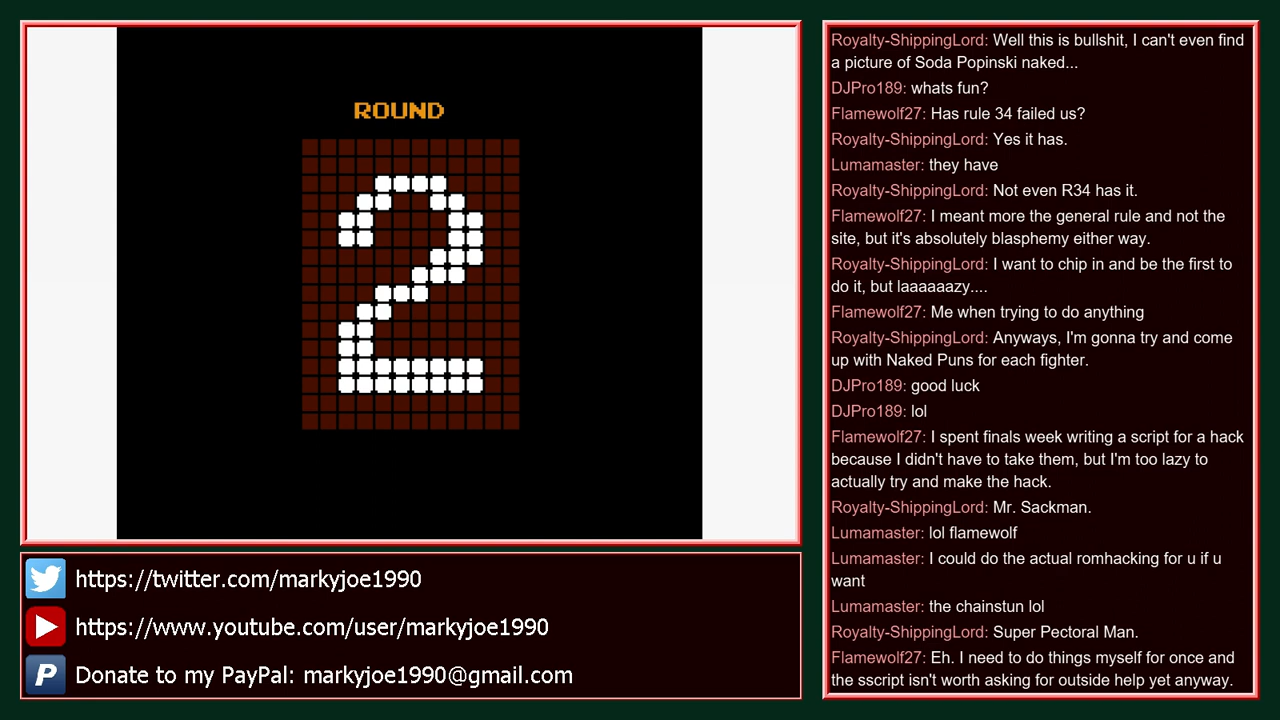 ROUND
2
https://twitter.com/markyjoe1990
https://www.youtube.com/user/markyjoe1990
P Donate to my PayPal: markyjoe1990@gmail.com
Royalty-ShippingLord: Well this is bullshit, I can't even find
a picture of Soda Popinski naked...
DJPro189: whats fun?
Flamewolf27: Has rule 34 failed us?
Royalty-ShippingLord: Yes it has.
Lumamaster: they have
Royalty-ShippingLord: Not even R34 has it.
Flamewolf27: I meant more the general rule and not the
site, but it's absolutely blasphemy either way.
Royalty-ShippingLord: I want to chip in and be the first to
do it, but laaaaaazy....
Flamewolf27: Me when trying to do anything
Royalty-ShippingLord: Anyways, I'm gonna try and come
up with Naked Puns for each fighter.
DJPro189: good luck
DJPro189: lol
Flamewolf27: I spent finals week writing a script for a hack
because I didn't have to take them, but I'm too lazy to
actually try and make the hack.
Royalty-ShippingLord: Mr. Sackman.
Lumamaster: lol flamewolf
Lumamaster: I could do the actual romhacking for u if u
want
Lumamaster: the chainstun lol
Royalty-ShippingLord: Super Pectoral Man.
Flamewolf27: Eh. I need to do things myself for once and
the sscript isn't worth asking for outside help yet anyway.